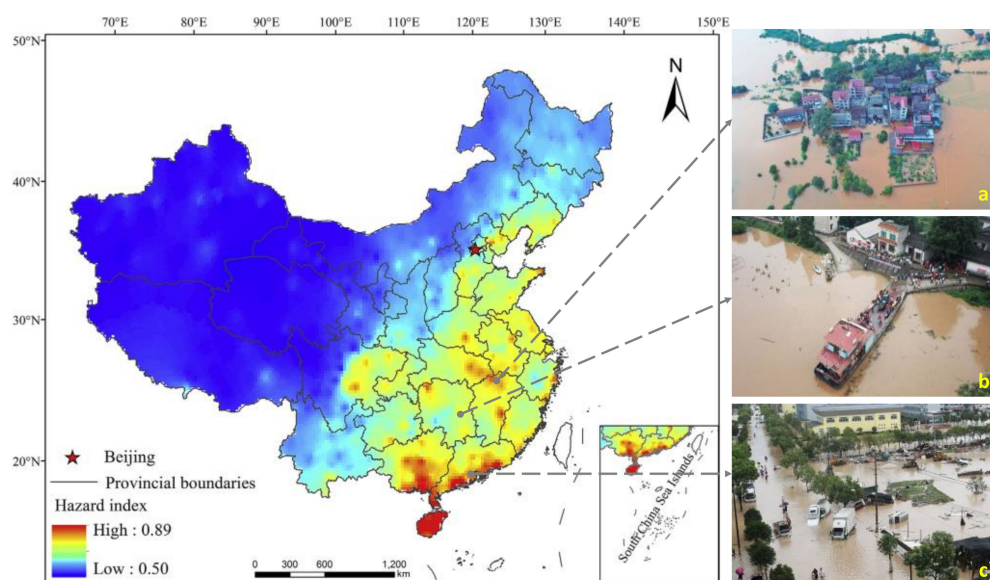 70°E 80°E 90°E 100°E 110°E 120°E 130°E 140°E 150°E
50°N
N
40°N
30°N
20°N
Beijing
Provincial boundaries
Hazard index
High : 0.89
Low : 0.50
0 300 600 1,200
km
South China Sea Islands
a
b
c